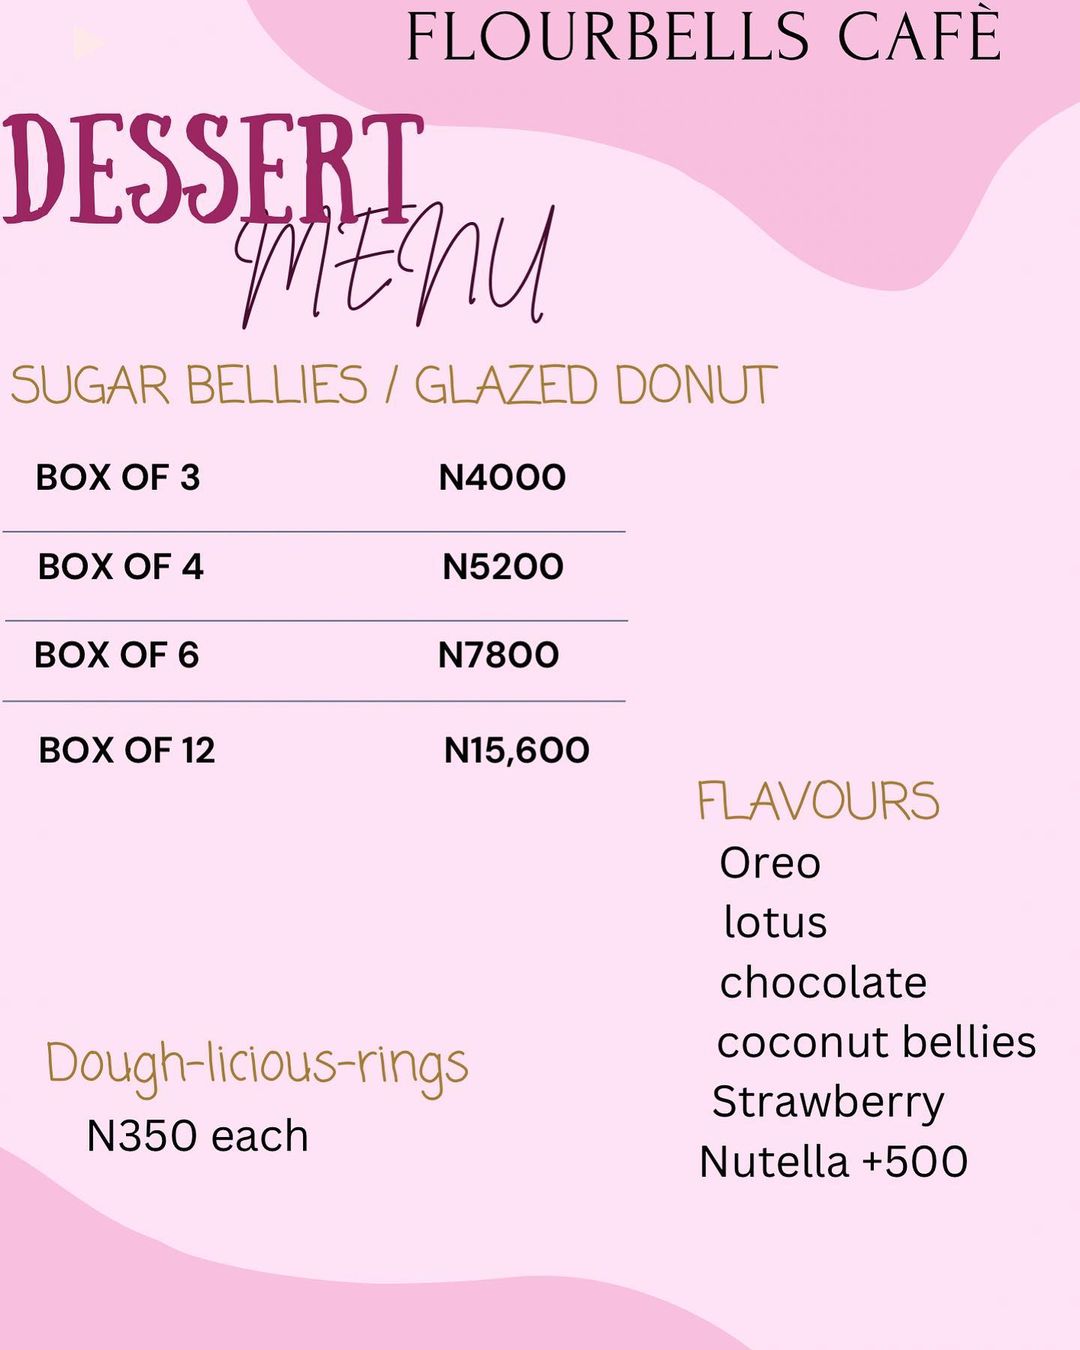 FLOURBELLS CAFÈ
DESSERT
MENU
SUGAR BELLIES / GLAZED DONUT
BOX OF 3 N4000
BOX OF 4 N5200
BOX OF 6 N7800
BOX OF 12 N15,600
FLAVOURS
Oreo
lotus
chocolate
coconut bellies
Strawberry
Nutella +500
Dough-licious-rings
N350 each